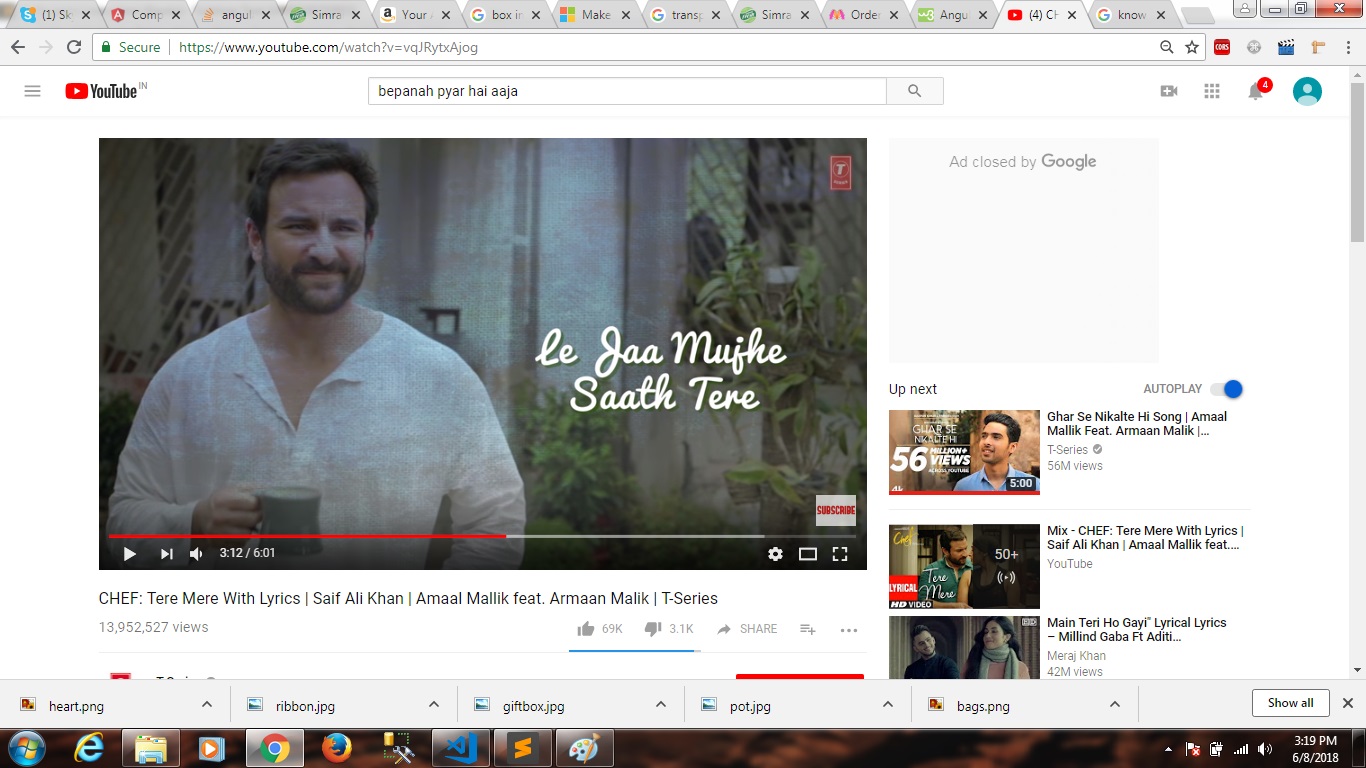 (1) Sk
Comp
angul
Simra
Your A
box in
Make
transp
Simra
Order
Angu
(4) CH
know
Secure
https://www.youtube.com/watch?v=vqJRytxAjog
CORS
YouTube IN
bepanah pyar hai aaja
4
T
Ad closed by Google
Le Jaa Mujhe
Saath Tere
SUBSCRIBE
3:12 / 6:01
Up next
AUTOPLAY
GHAR SE
NIKALTE HI
56 MILLION+
VIEWS
ACROSS YOUTUBE
4k
5:00
Ghar Se Nikalte Hi Song | Amaal
Mallik Feat. Armaan Malik |...
T-Series
56M views
Chef
Tere
Mere
LYRICAL
HD VIDEO
50+
Mix - CHEF: Tere Mere With Lyrics |
Saif Ali Khan | Amaal Mallik feat....
YouTube
Main Teri Ho Gayi" Lyrical Lyrics
– Millind Gaba Ft Aditi...
Meraj Khan
42M views
CHEF: Tere Mere With Lyrics | Saif Ali Khan | Amaal Mallik feat. Armaan Malik | T-Series
13,952,527 views
69K
3.1K
SHARE
heart.png
ribbon.jpg
giftbox.jpg
pot.jpg
bags.png
Show all
3:19 PM
6/8/2018